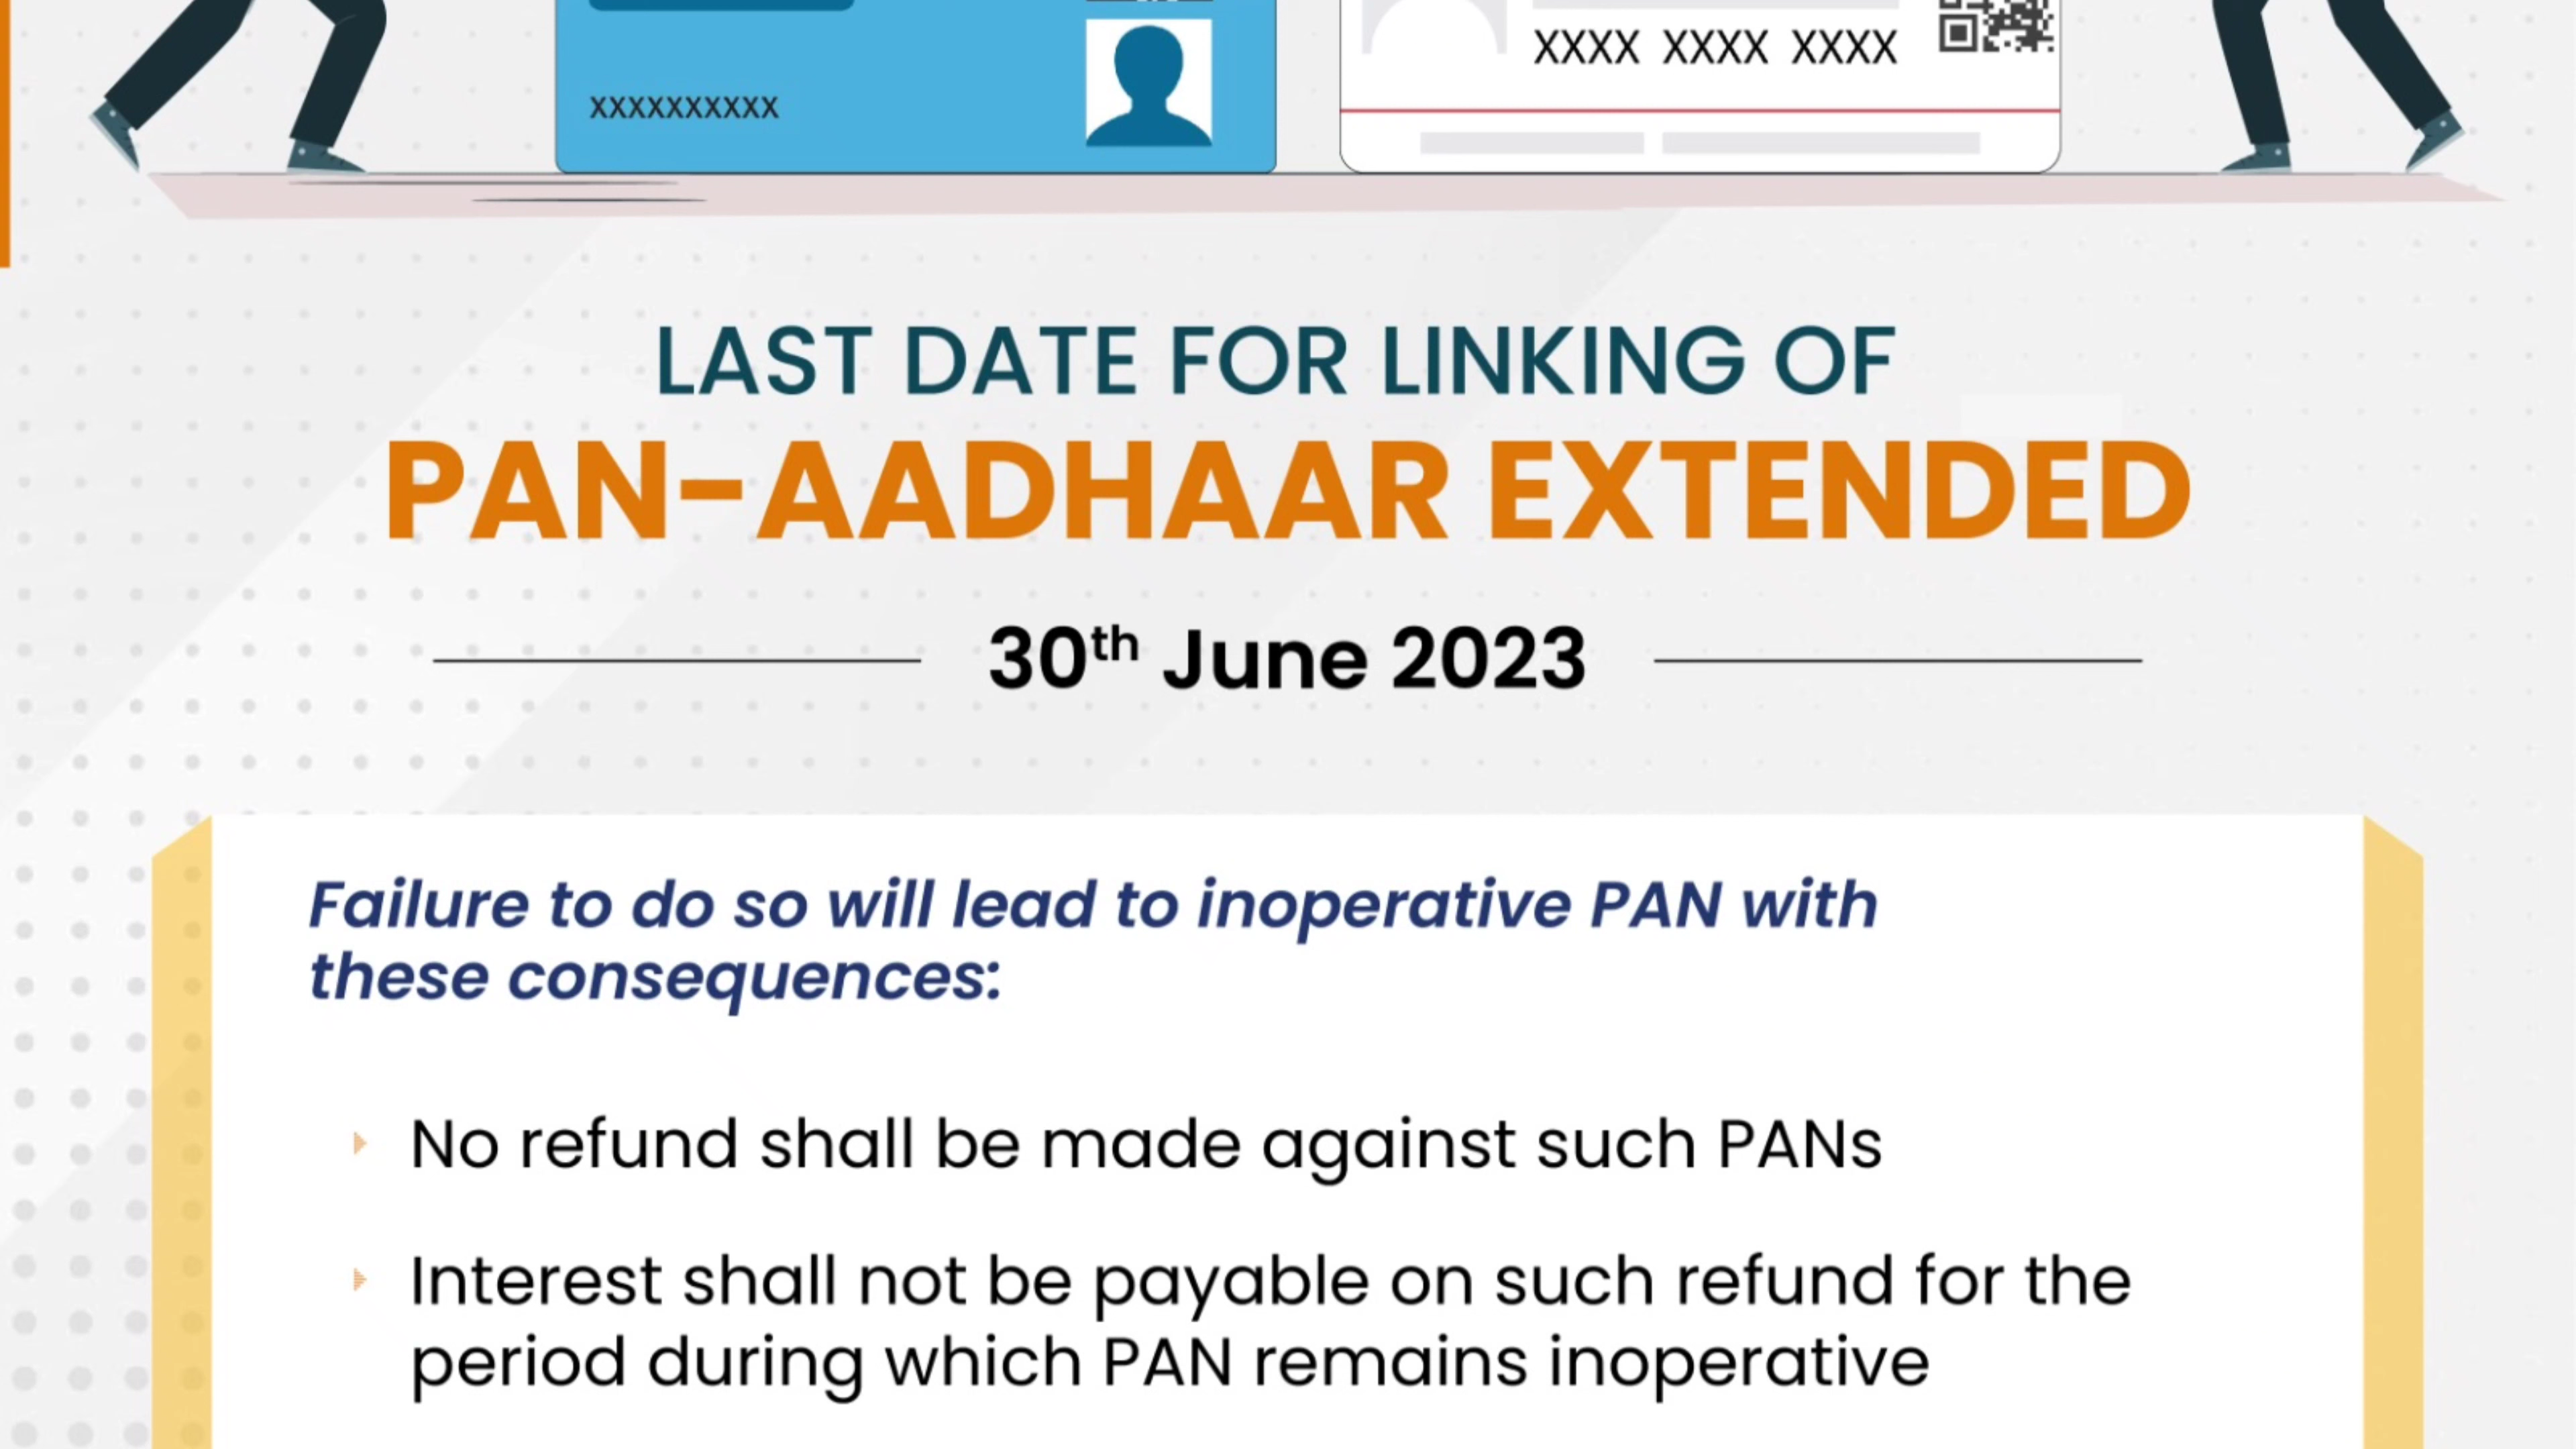 XXXX XXXX XXXX
XXXXXXXXXX
LAST DATE FOR LINKING OF
PAN-AADHAAR EXTENDED
30th June 2023
Failure to do so will lead to inoperative PAN with
these consequences:
No refund shall be made against such PANs
Interest shall not be payable on such refund for the
period during which PAN remains inoperative